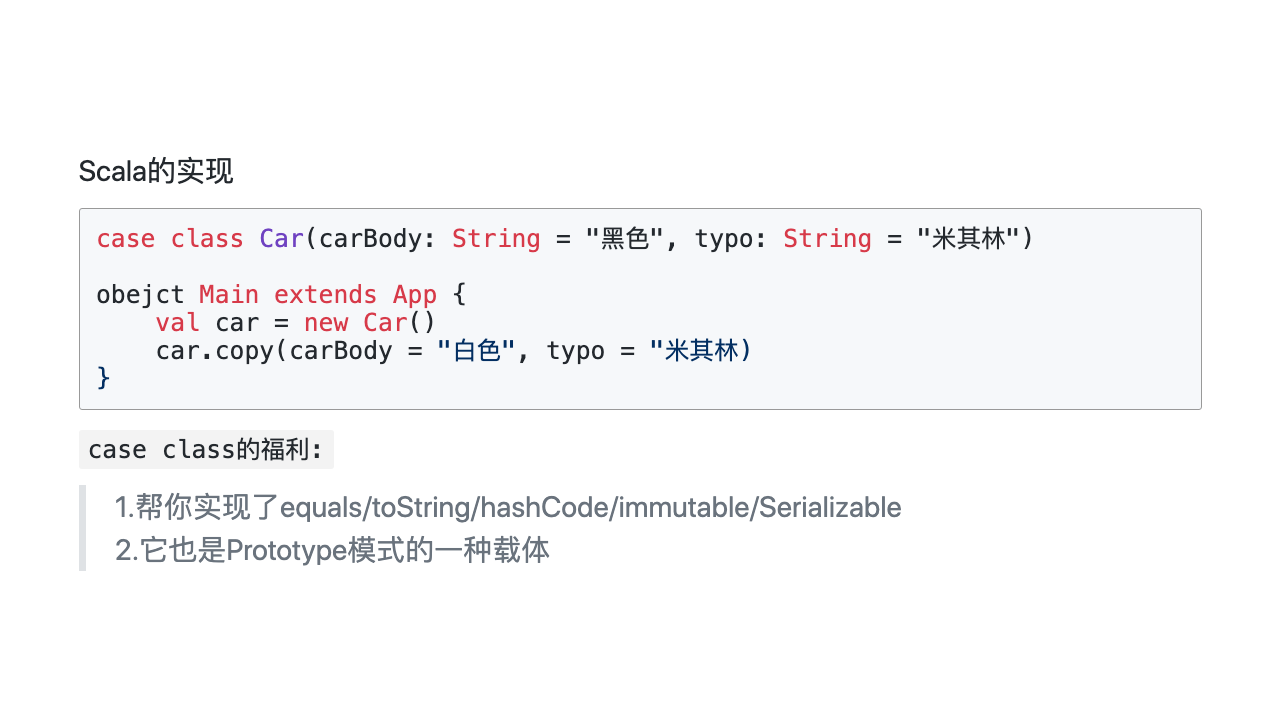 Scala的实现
case class Car(carBody: String = "黑色", typo: String = "米其林")
obejct Main extends App {
    val car = new Car()
    car.copy(carBody = "白色", typo = "米其林)
}
case class的福利:
1.帮你实现了equals/toString/hashCode/immutable/Serializable
2.它也是Prototype模式的一种载体